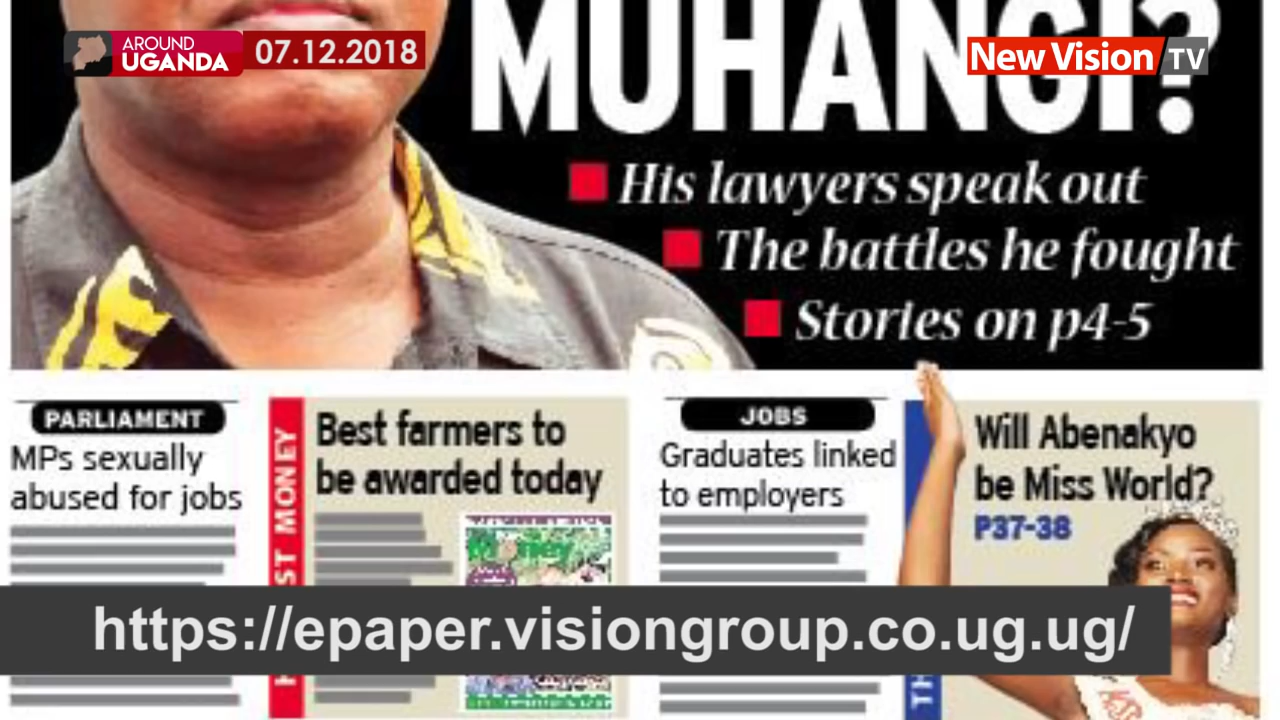 AROUND
UGANDA
07.12.2018
New Vision TV
MUHANGI?
His lawyers speak out
The battles he fought
Stories on p4-5
PARLIAMENT
MPs sexually
abused for jobs
ST MONEY
Best farmers to
be awarded today
JOBS
Graduates linked
to employers
Will Abenakyo
be Miss World?
P37-38
https://epaper.visiongroup.co.ug.ug/
TH